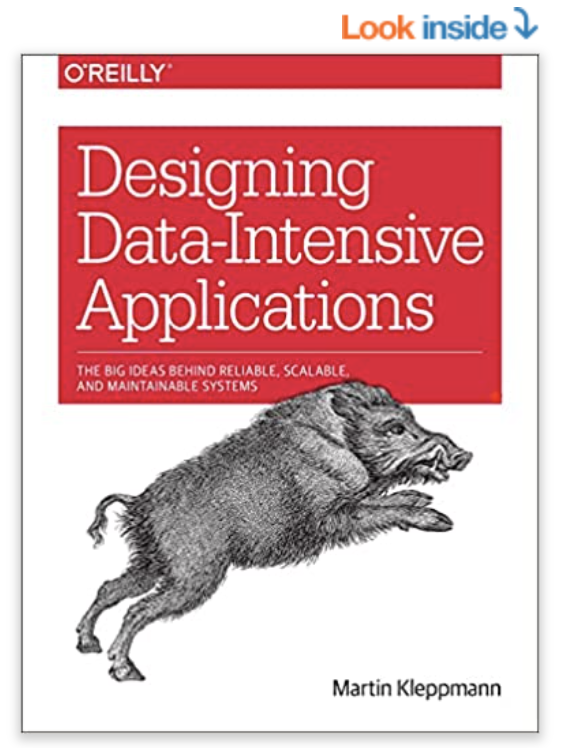 Look inside
O'REILLY®
Designing
Data-Intensive
Applications
THE BIG IDEAS BEHIND RELIABLE, SCALABLE,
AND MAINTAINABLE SYSTEMS
Martin Kleppmann